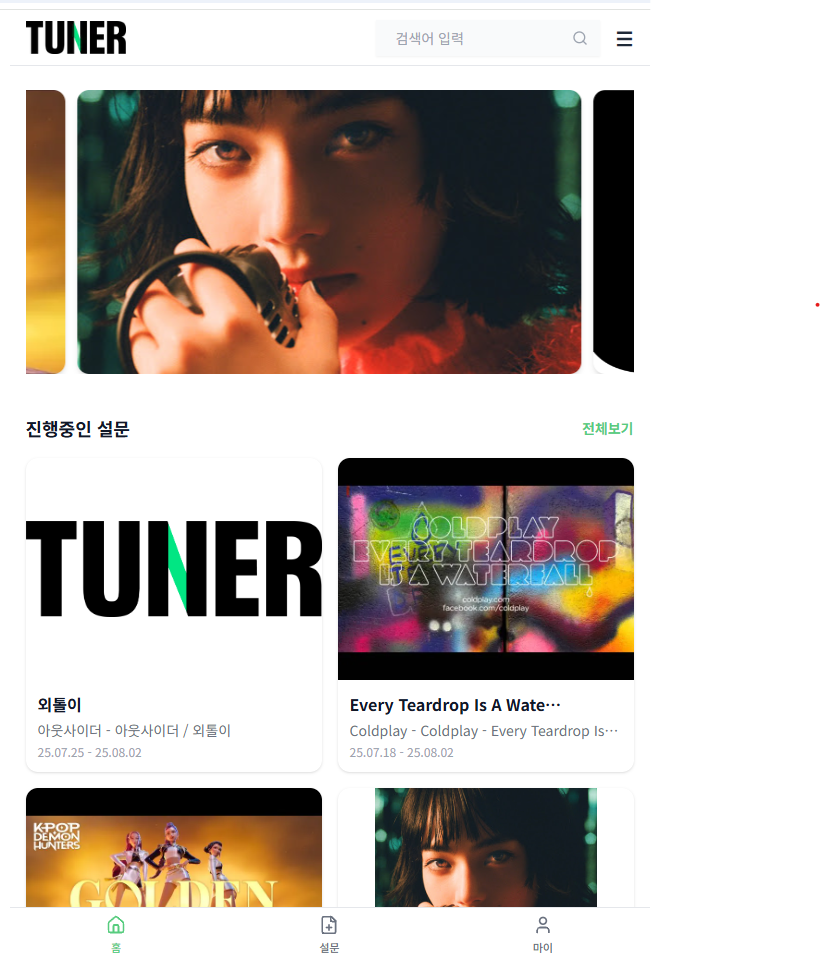 TUNER
검색어 입력
진행중인 설문
전체보기
TUNER
COLDPLAY
EVERY TEARDROP
IS A WATERFALL
coldplay.com
facebook.com/coldplay
외톨이
아웃사이더 - 아웃사이더 / 외톨이
25.07.25 - 25.08.02
Every Teardrop Is A Wate…
Coldplay - Coldplay - Every Teardrop Is…
25.07.18 - 25.08.02
K-POP
DEMON
HUNTERS
GOLDEN
홈
설문
마이